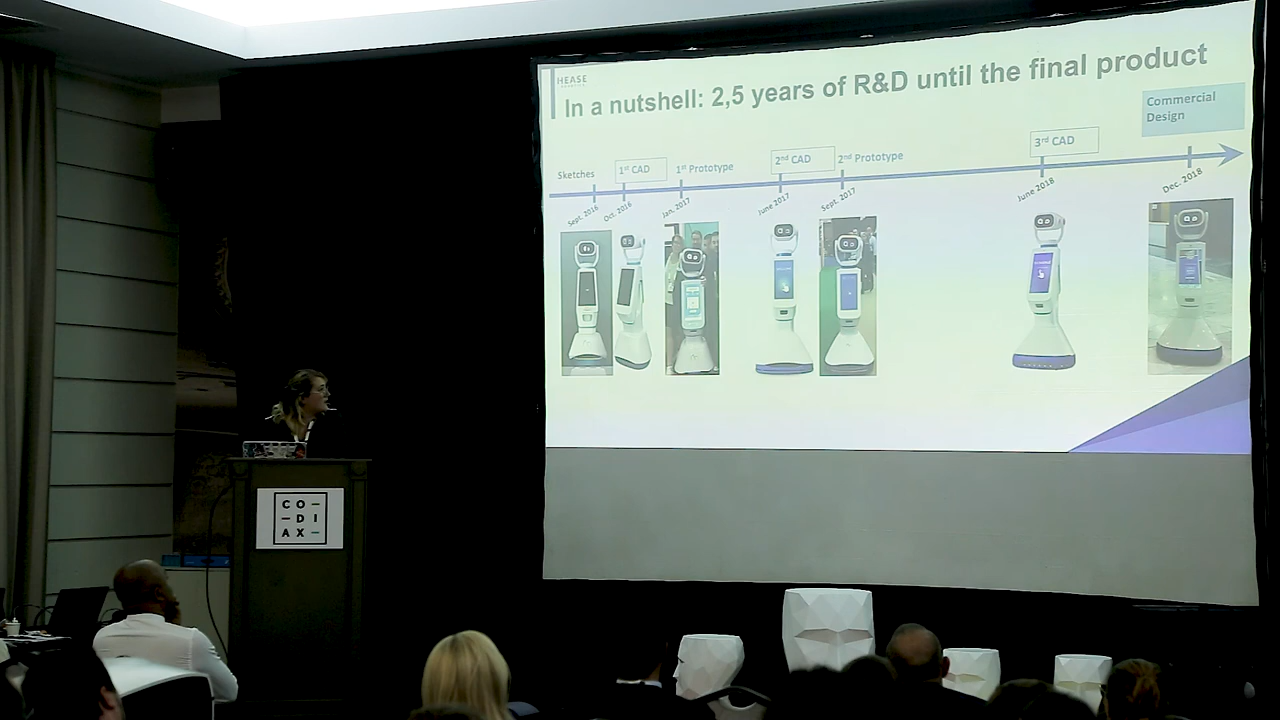 HEASE
In a nutshell: 2,5 years of R&D until the final product
Commercial
Design
Sketches
1st CAD
1st Prototype
2nd CAD
2nd Prototype
3rd CAD
Sept. 2016
Oct. 2016
Jan. 2017
June 2017
Sept. 2017
June 2018
Dec. 2018
CO–
–DI
AX–